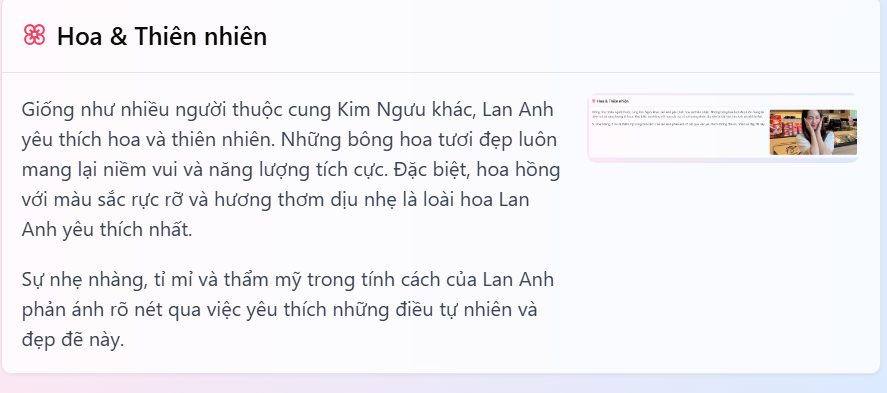 Hoa & Thiên nhiên
Giống như nhiều người thuộc cung Kim Ngưu khác, Lan Anh
yêu thích hoa và thiên nhiên. Những bông hoa tươi đẹp luôn
mang lại niềm vui và năng lượng tích cực. Đặc biệt, hoa hồng
với màu sắc rực rỡ và hương thơm dịu nhẹ là loài hoa Lan
Anh yêu thích nhất.
Sự nhẹ nhàng, tỉ mỉ và thẩm mỹ trong tính cách của Lan Anh
phản ánh rõ nét qua việc yêu thích những điều tự nhiên và
đẹp đẽ này.
Hoa & Thiên nhiên